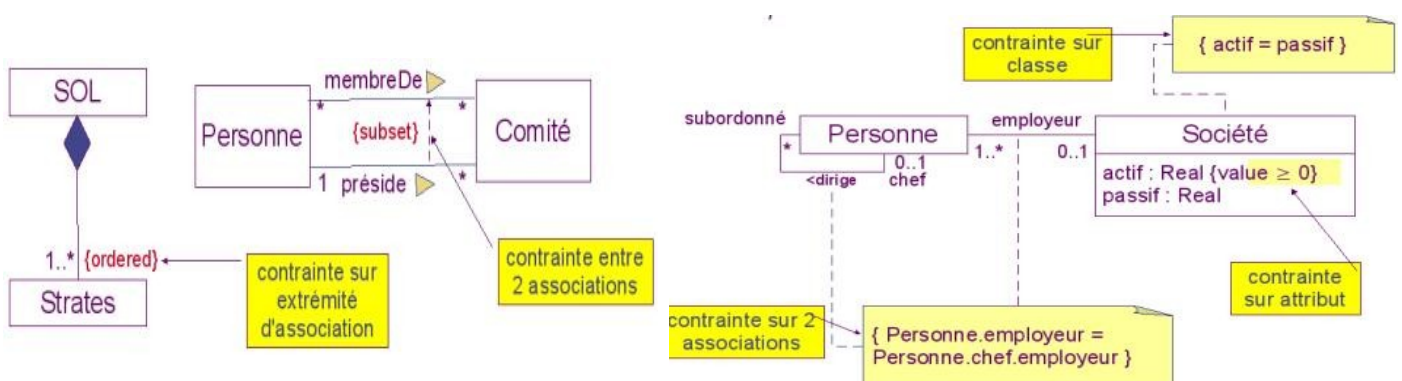 SOL
1..* {ordered}
Strates
contrainte sur
extrémité
d'association
membreDe
*
*
Personne
{subset}
Comité
1 préside
*
contrainte entre
2 associations
contrainte sur
classe
{ actif = passif }
subordonné
*
Personne
0..1
<dirige
chef
employeur
1..*
0..1
Société
actif : Real {value ≥ 0}
passif : Real
contrainte
sur attribut
contrainte sur 2
associations
{ Personne.employeur =
Personne.chef.employeur }